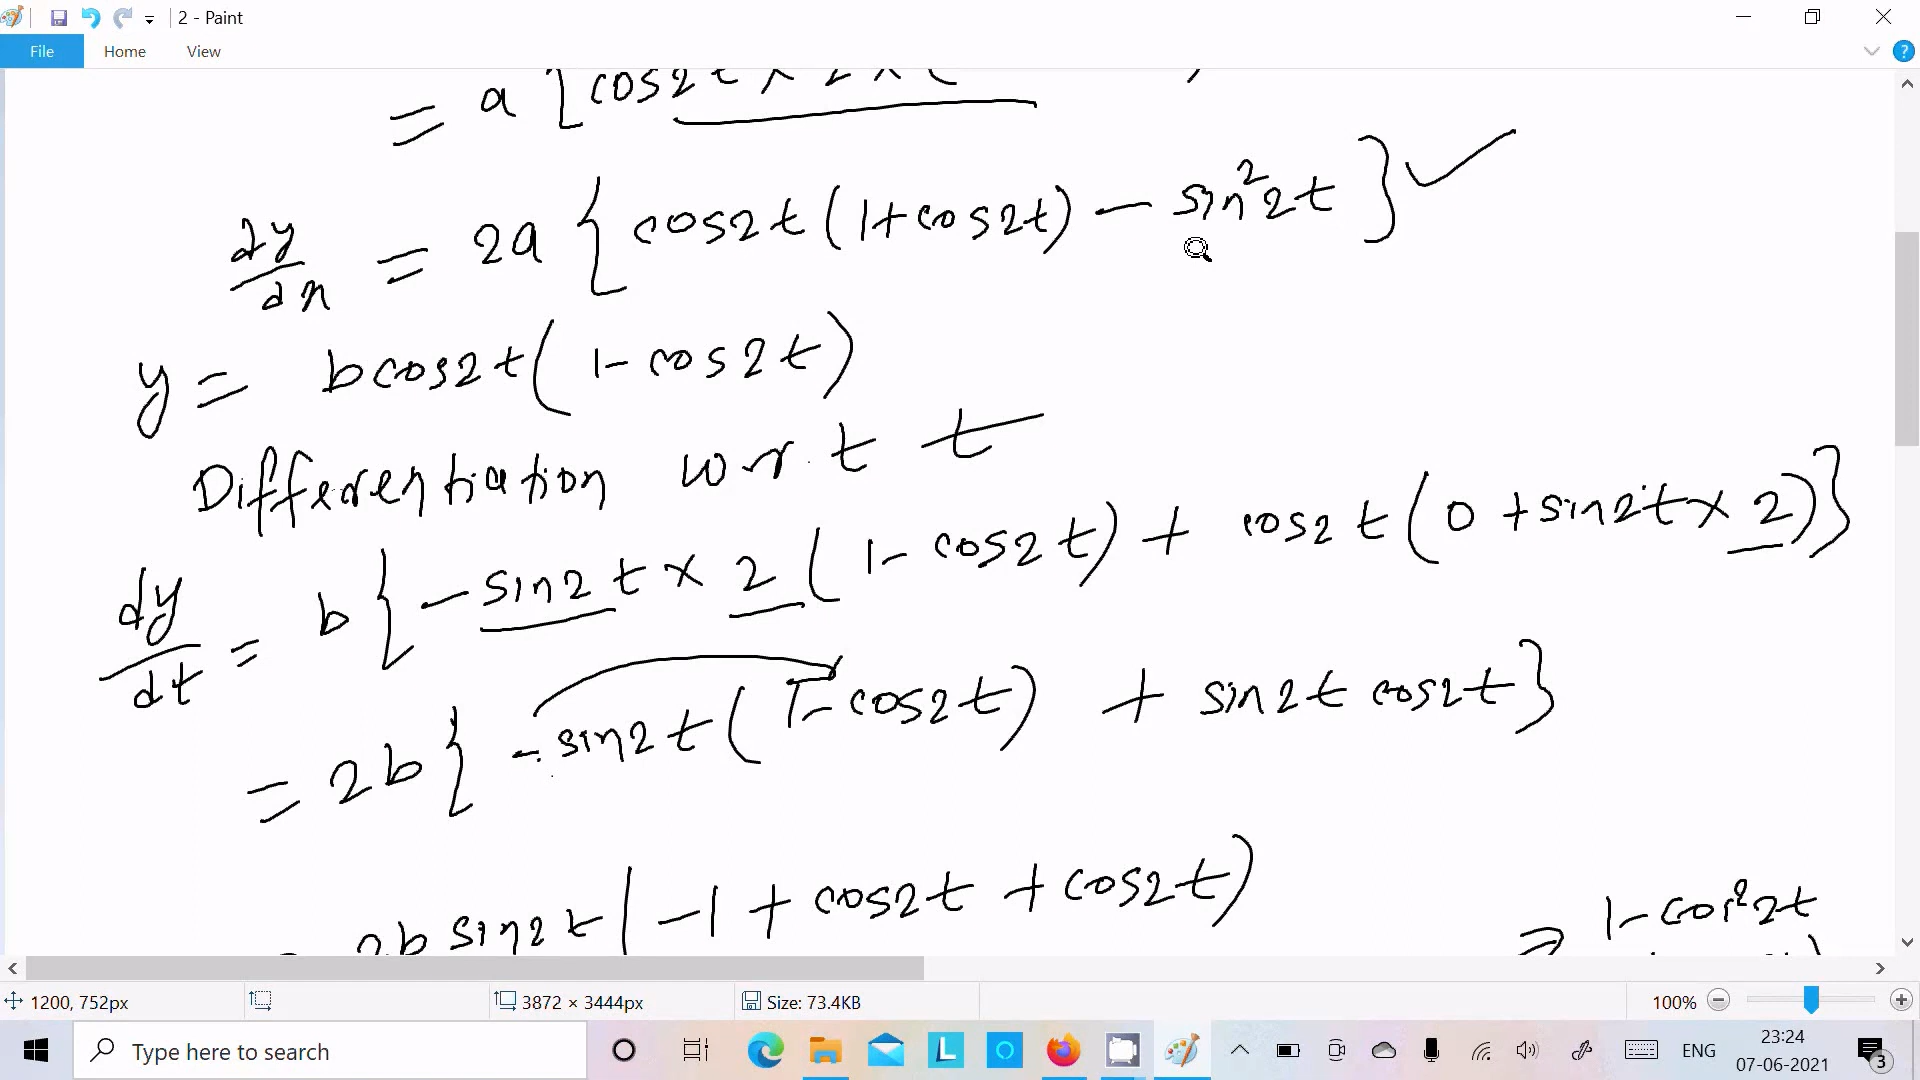 2 - Paint
File Home View
= a [cos2t × 2 × (
dy/dx = 2a { cos2t (1+cos2t) - sin²2t }
y = bcos2t ( 1 - cos2t )
Differentiation wr.t t
dy/dt = b { - sin2t × 2 ( 1 - cos2t ) + cos2t ( 0 + sin2t × 2 ) }
= 2b { - sin2t ( 1 - cos2t ) + sin2t cos2t }
2b sin2t ( -1 + cos2t + cos2t )
⇒ 1 - cos²2t
1200, 752px 3872 × 3444px Size: 73.4KB 100%
Type here to search ENG 23:24
07-06-2021 3